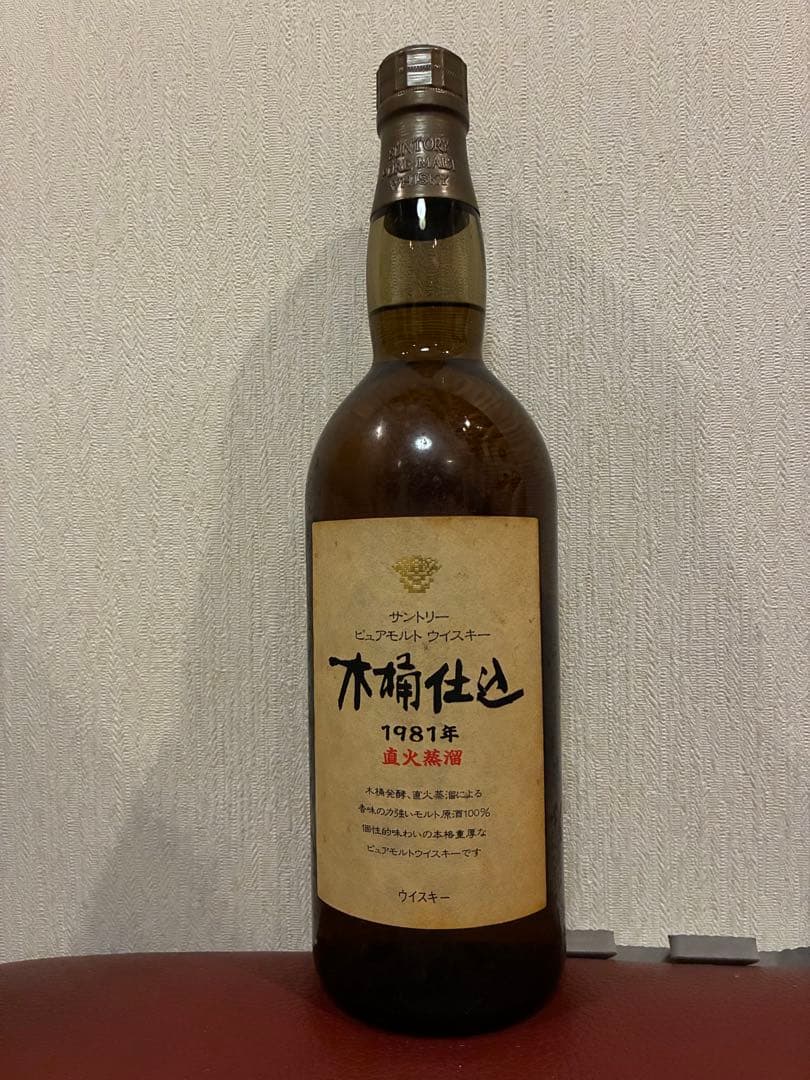 SUNTORY
PURE MALT
WHISKY
サントリー
ピュアモルト ウイスキー
木桶仕込
1981年
直火蒸溜
木桶発酵、直火蒸溜による
香味の力強いモルト原酒100%
個性的味わいの本格重厚な
ピュアモルトウイスキーです
ウイスキー